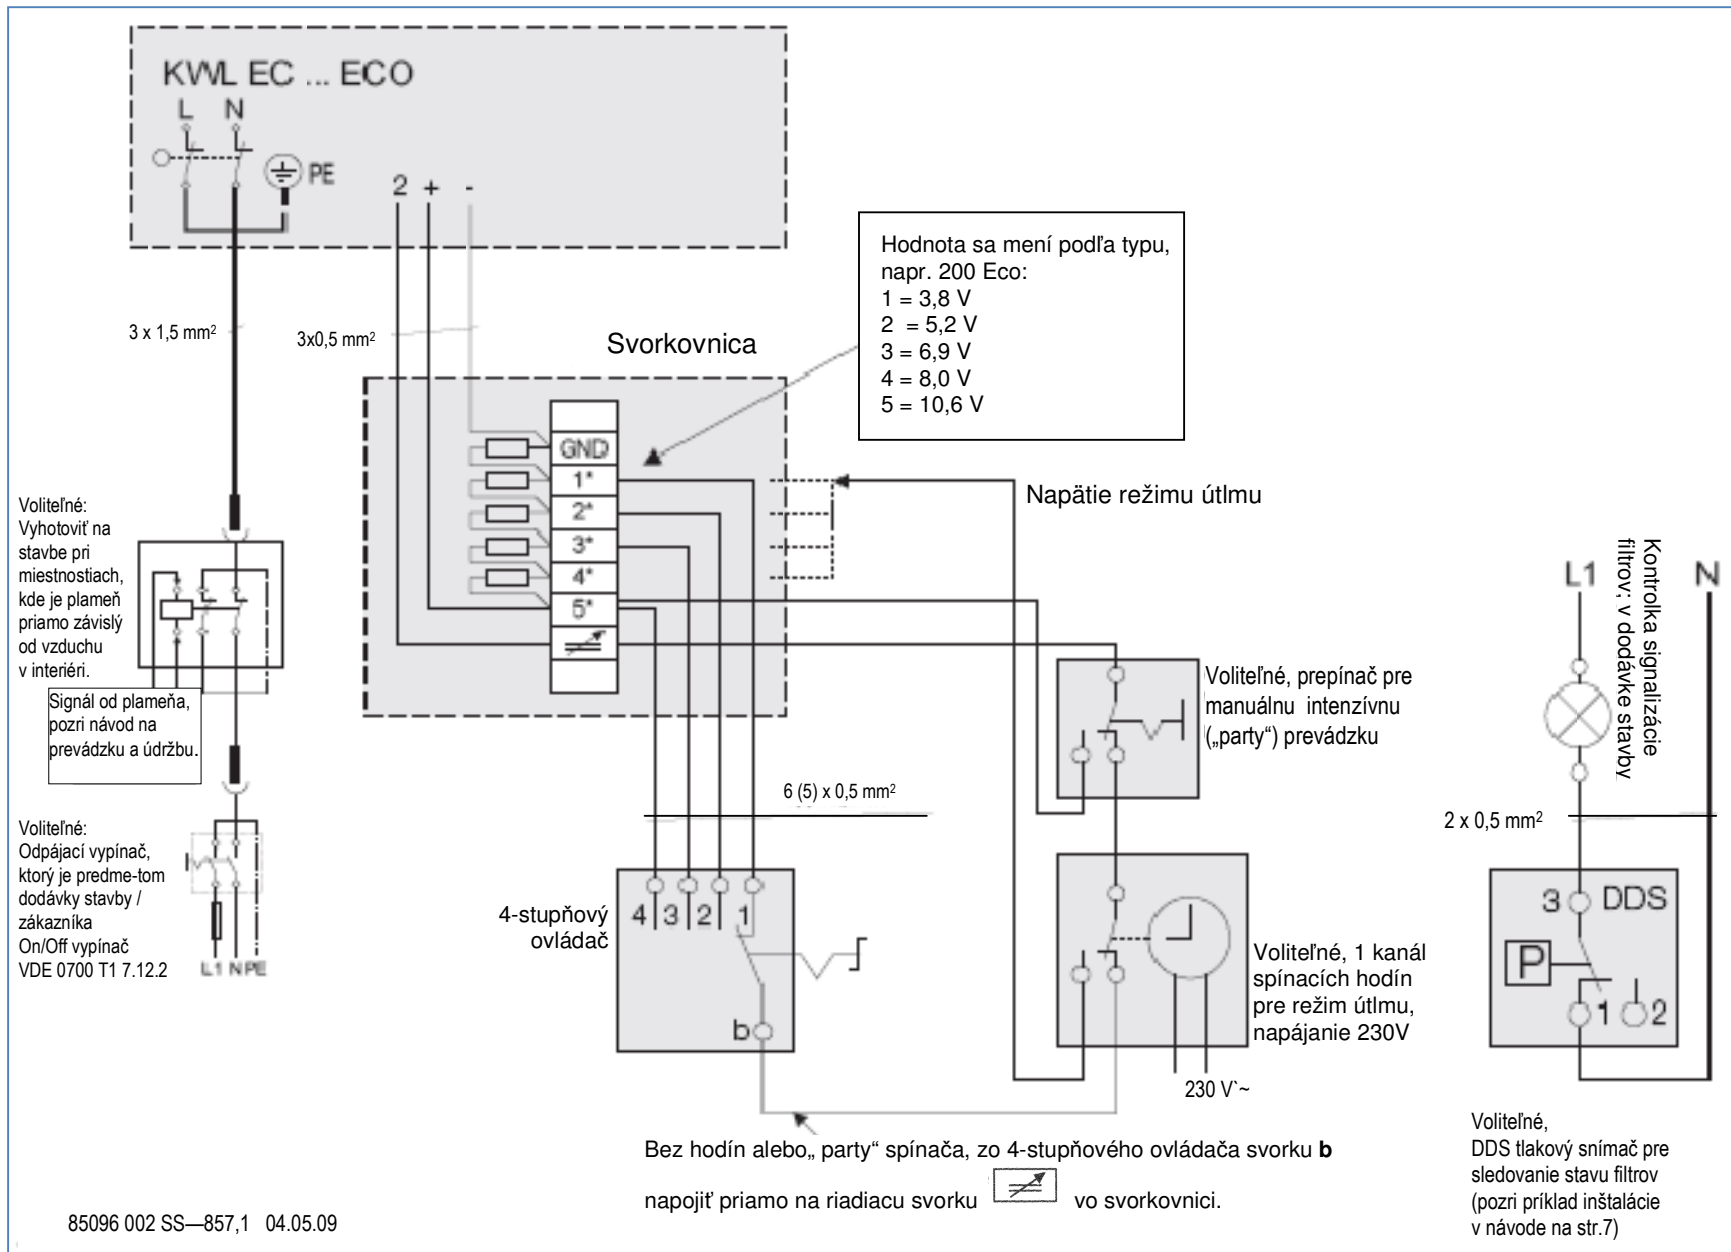 KWL EC ... ECO
L N
PE
2 + -
Hodnota sa mení podľa typu,
napr. 200 Eco:
1 = 3,8 V
2 = 5,2 V
3 = 6,9 V
4 = 8,0 V
5 = 10,6 V
3 x 1,5 mm²
3x0,5 mm²
Svorkovnica
GND
1*
2*
3*
4*
5*
Napätie režimu útlmu
Voliteľné:
Vyhotoviť na
stavbe pri
miestnostiach,
kde je plameň
priamo závislý
od vzduchu
v interiéri.
Signál od plameňa,
pozri návod na
prevádzku a údržbu.
Voliteľné:
Odpájací vypínač,
ktorý je predme-tom
dodávky stavby /
zákazníka
On/Off vypínač
VDE 0700 T1 7.12.2
L1 N PE
Voliteľné, prepínač pre
manuálnu intenzívnu
(„party“) prevádzku
6 (5) x 0,5 mm²
4-stupňový
ovládač
4 3 2 1
b
Voliteľné, 1 kanál
spínacích hodín
pre režim útlmu,
napájanie 230V
230 V`~
Bez hodín alebo„ party“ spínača, zo 4-stupňového ovládača svorku b
napojiť priamo na riadiacu svorku vo svorkovnici.
L1 N
Kontrolka signalizácie
filtrov; v dodávke stavby
2 x 0,5 mm²
3 DDS
P
1 2
Voliteľné,
DDS tlakový snímač pre
sledovanie stavu filtrov
(pozri príklad inštalácie
v návode na str.7)
85096 002 SS—857,1 04.05.09